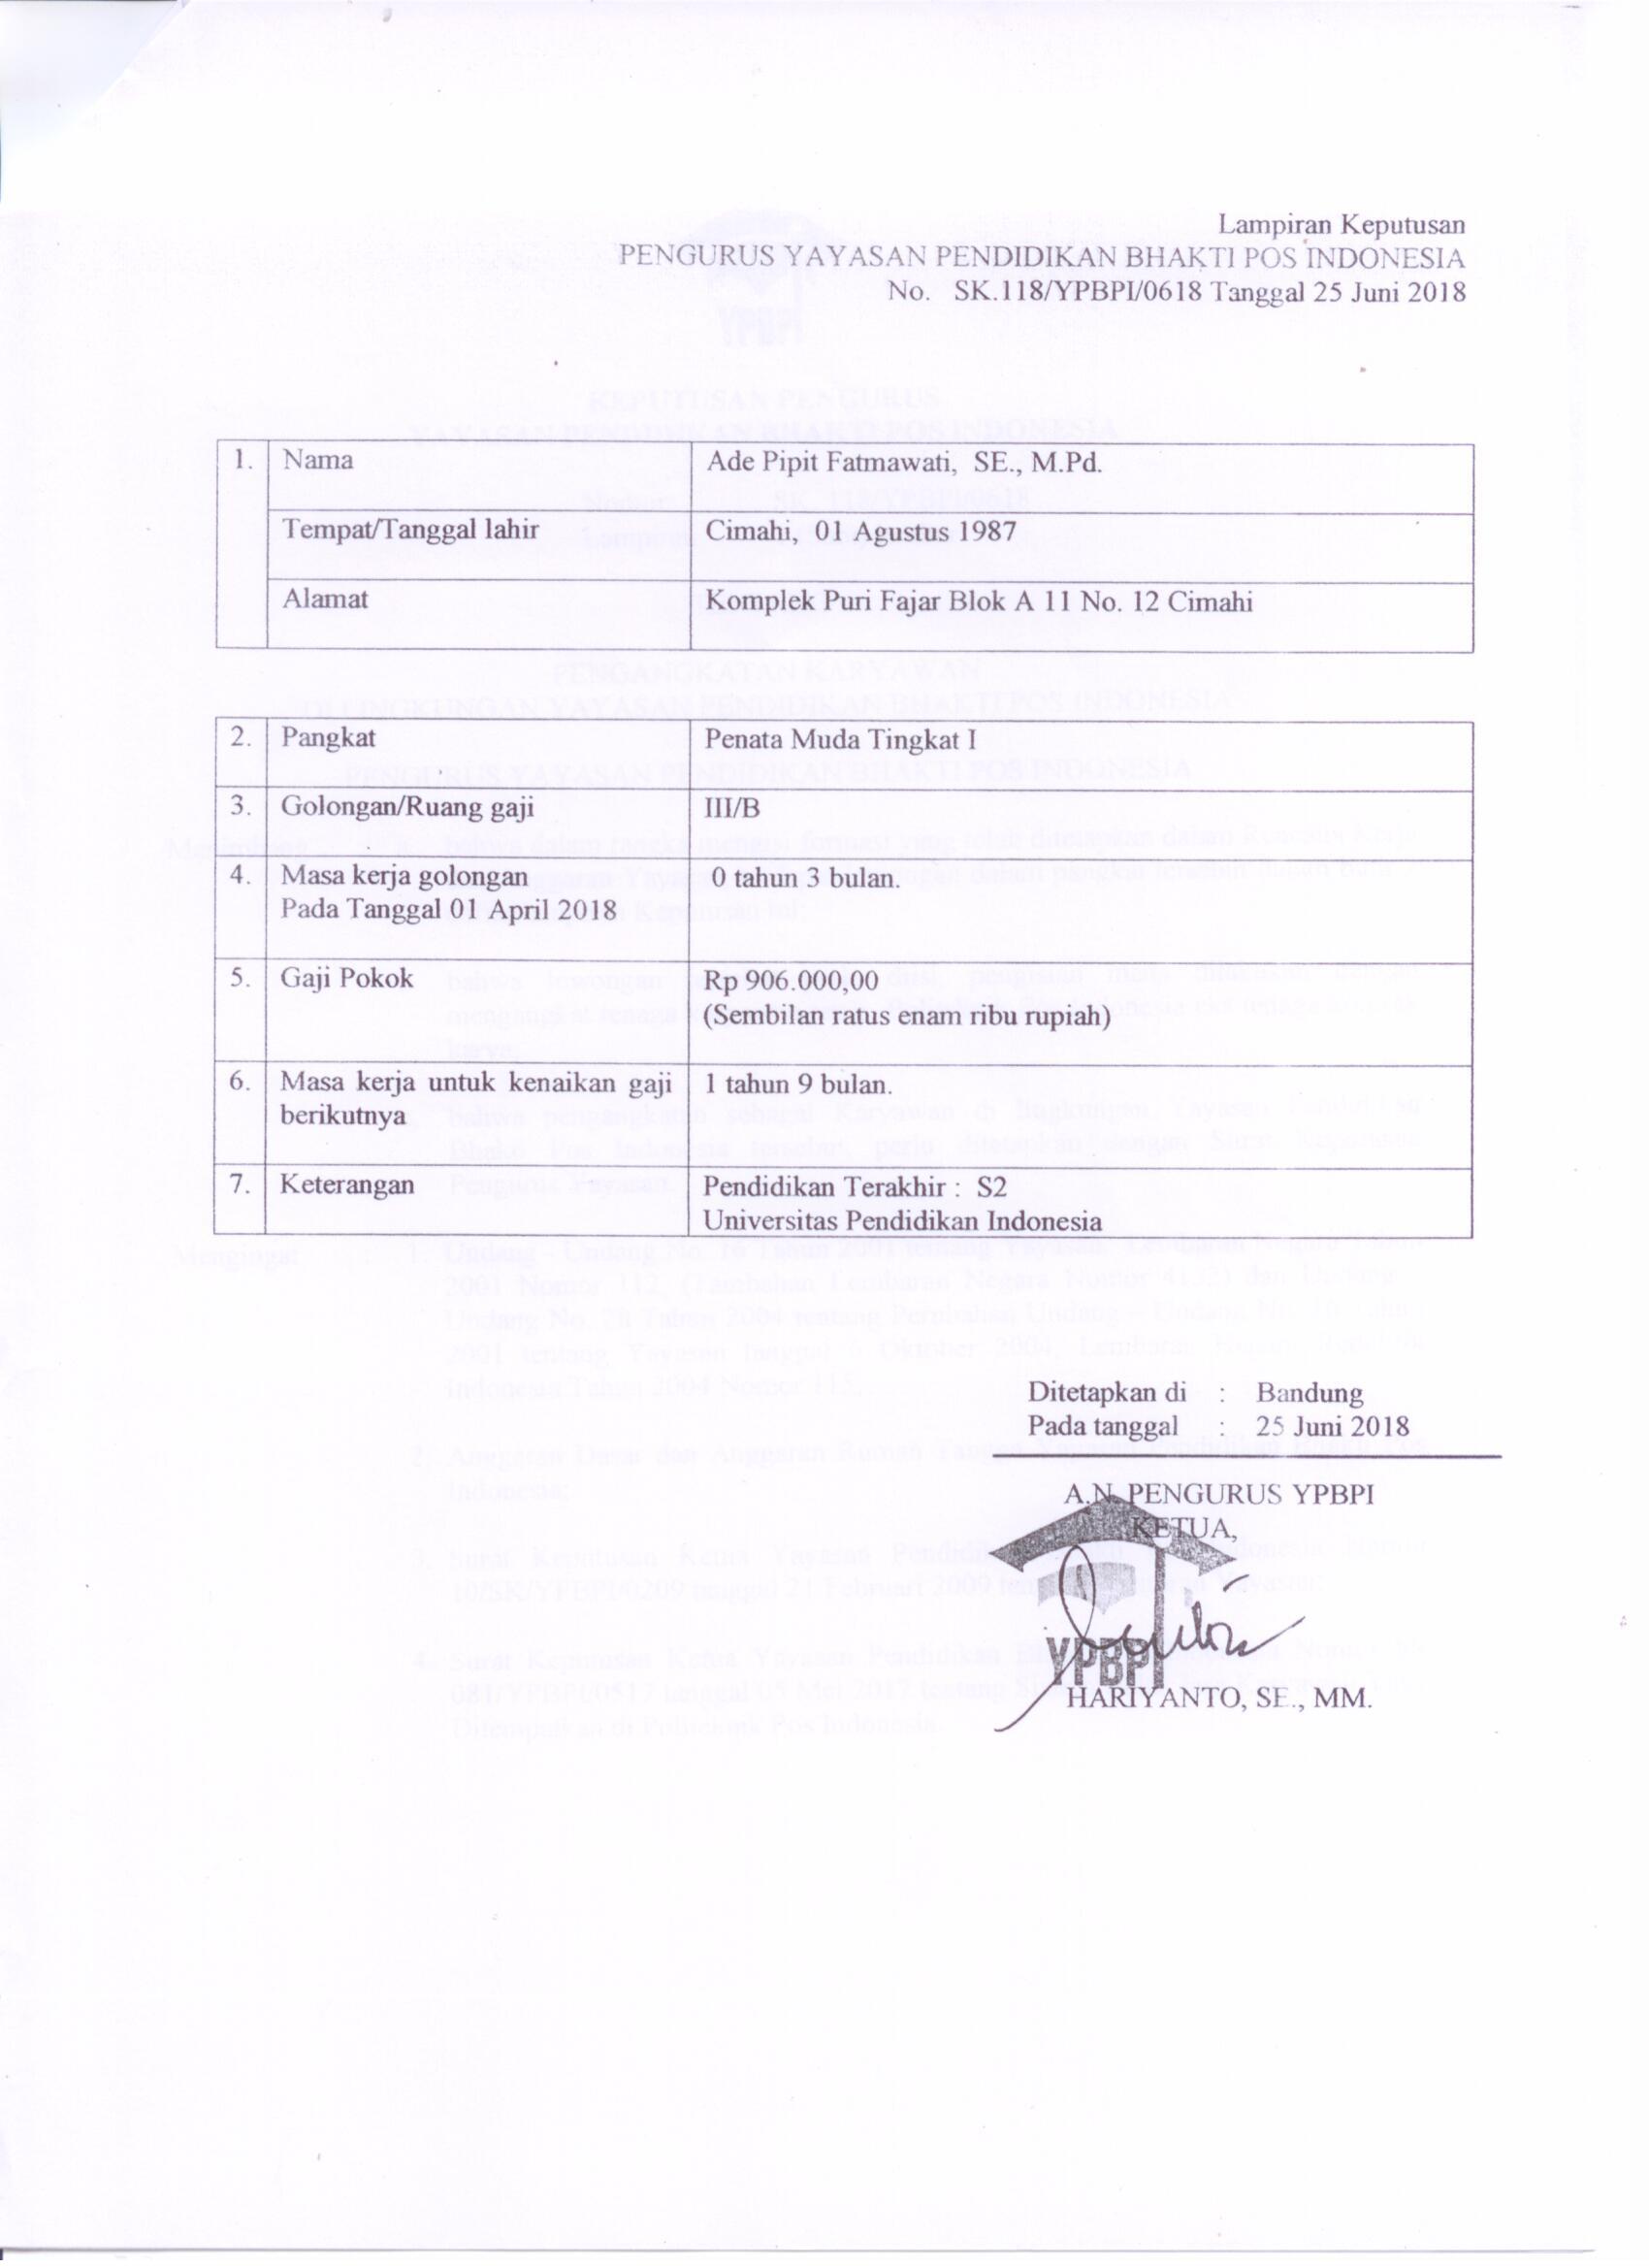 Lampiran Keputusan
PENGURUS YAYASAN PENDIDIKAN BHAKTI POS INDONESIA
No. SK.118/YPBPI/0618 Tanggal 25 Juni 2018
1. Nama Ade Pipit Fatmawati, SE., M.Pd.
Tempat/Tanggal lahir Cimahi, 01 Agustus 1987
Alamat Komplek Puri Fajar Blok A 11 No. 12 Cimahi
2. Pangkat Penata Muda Tingkat I
3. Golongan/Ruang gaji III/B
4. Masa kerja golongan 0 tahun 3 bulan.
Pada Tanggal 01 April 2018
5. Gaji Pokok Rp 906.000,00
(Sembilan ratus enam ribu rupiah)
6. Masa kerja untuk kenaikan gaji 1 tahun 9 bulan.
berikutnya
7. Keterangan Pendidikan Terakhir : S2
Universitas Pendidikan Indonesia
Ditetapkan di : Bandung
Pada tanggal : 25 Juni 2018
A.N. PENGURUS YPBPI
KETUA,
YPBPI
HARIYANTO, SE., MM.